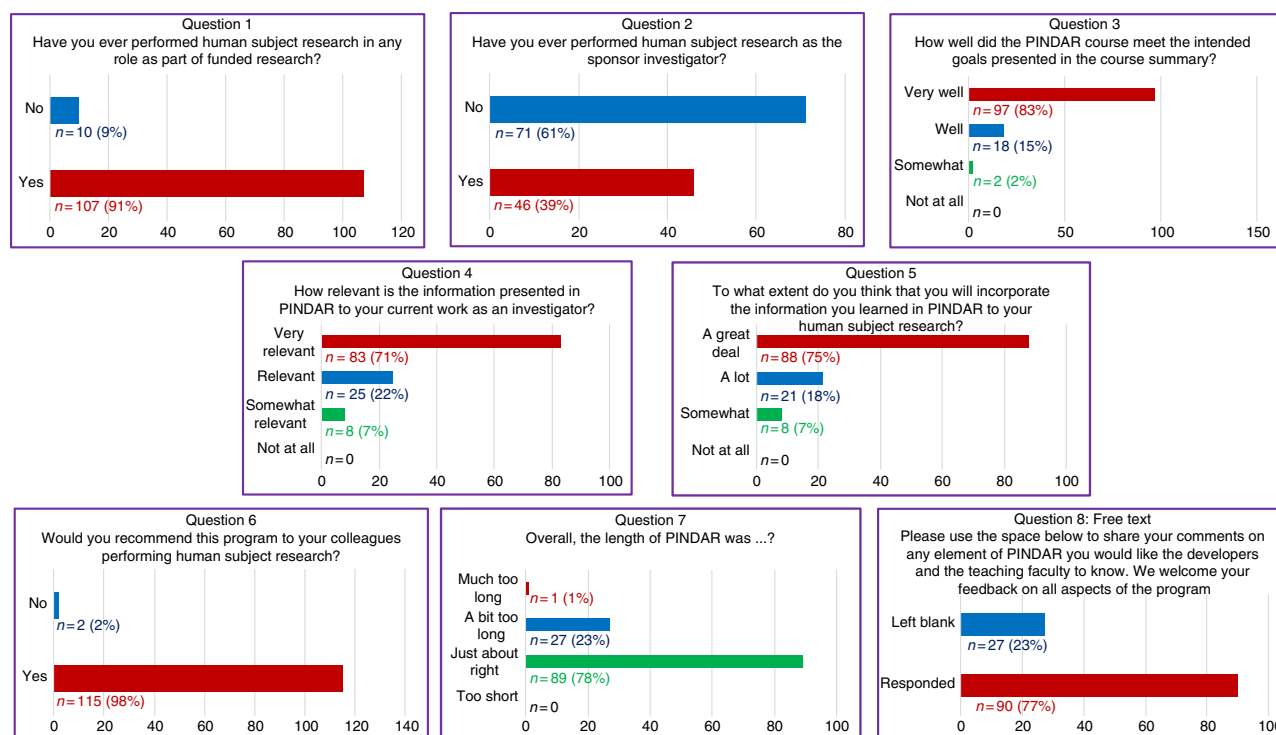 Question 1
Have you ever performed human subject research in any
role as part of funded research?
No
n=10 (9%)
Yes
n=107 (91%)
0 20 40 60 80 100 120
Question 2
Have you ever performed human subject research as the
sponsor investigator?
No
n=71 (61%)
Yes
n=46 (39%)
0 20 40 60 80
Question 3
How well did the PINDAR course meet the intended
goals presented in the course summary?
Very well
n=97 (83%)
Well
n=18 (15%)
Somewhat
n=2 (2%)
Not at all
n=0
0 50 100 150
Question 4
How relevant is the information presented in
PINDAR to your current work as an investigator?
Very
relevant
n=83 (71%)
Relevant
n=25 (22%)
Somewhat
relevant
n=8 (7%)
Not at all
n=0
0 20 40 60 80 100
Question 5
To what extent do you think that you will incorporate
the information you learned in PINDAR to your
human subject research?
A great
deal
n=88 (75%)
A lot
n=21 (18%)
Somewhat
n=8 (7%)
Not at all
n=0
0 20 40 60 80 100
Question 6
Would you recommend this program to your colleagues
performing human subject research?
No
n=2 (2%)
Yes
n=115 (98%)
0 20 40 60 80 100 120 140
Question 7
Overall, the length of PINDAR was ...?
Much too
long
n=1 (1%)
A bit too
long
n=27 (23%)
Just about
right
n=89 (78%)
Too short
n=0
0 20 40 60 80 100
Question 8: Free text
Please use the space below to share your comments on
any element of PINDAR you would like the developers
and the teaching faculty to know. We welcome your
feedback on all aspects of the program
Left blank
n=27 (23%)
Responded
n=90 (77%)
0 20 40 60 80 100